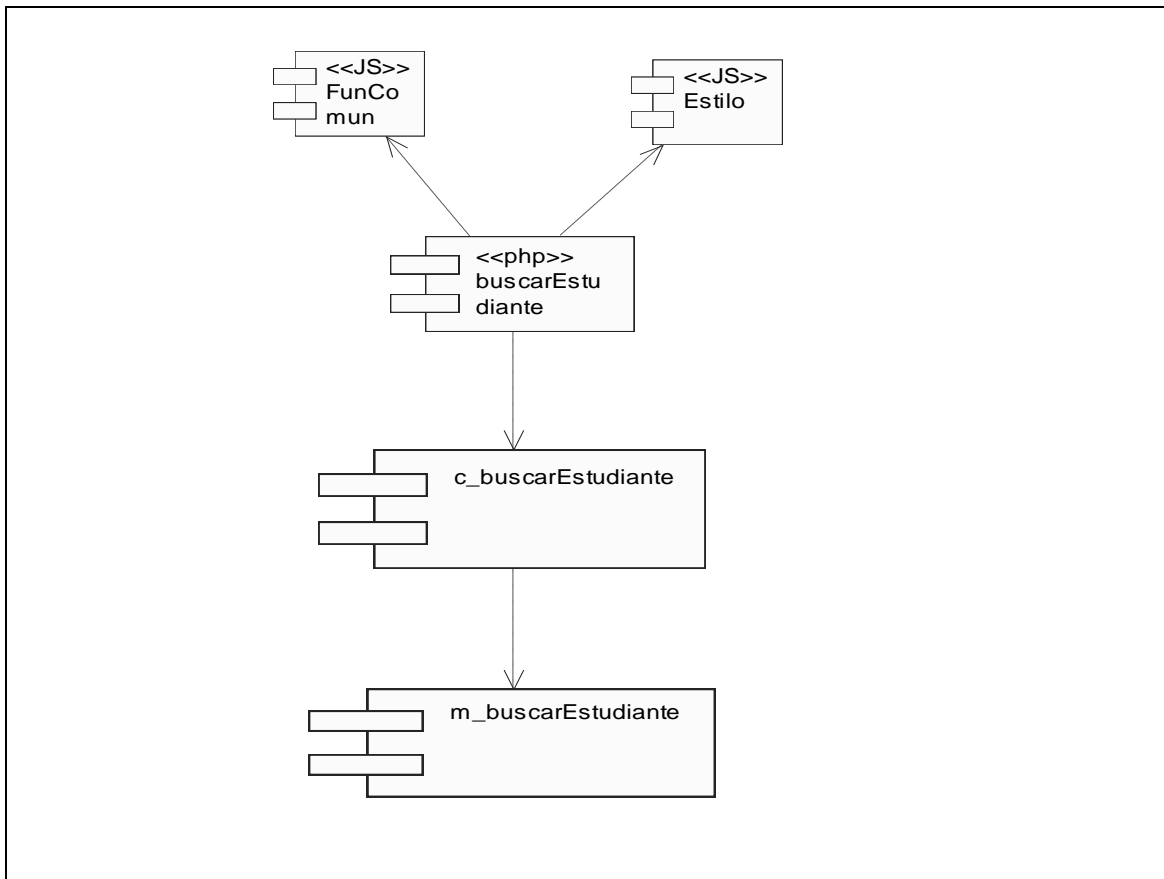 <<JS>>
FunCo
mun
<<JS>>
Estilo
<<php>>
buscarEstu
diante
c_buscarEstudiante
m_buscarEstudiante